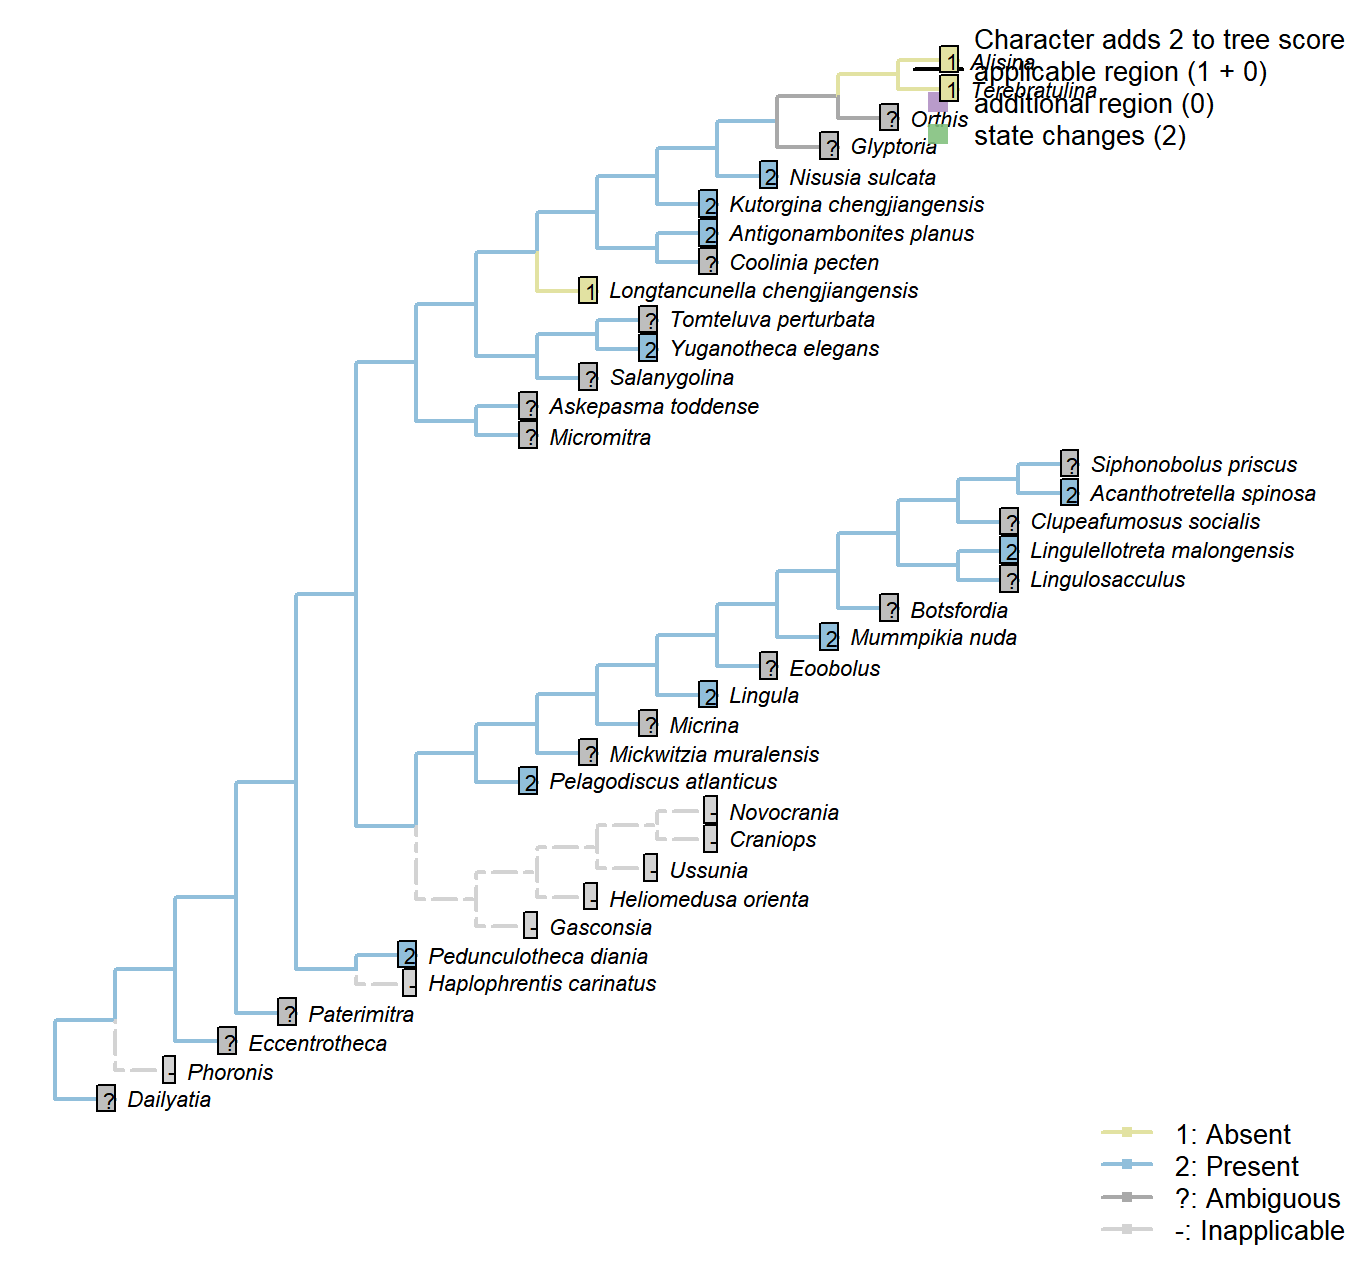 Character adds 2 to tree score
1 Alisina
applicable region (1 + 0)
1 Terebratulina
additional region (0)
? Orthis
state changes (2)
? Glyptoria
2 Nisusia sulcata
2 Kutorgina chengjiangensis
2 Antigonambonites planus
? Coolinia pecten
1 Longtancunella chengjiangensis
? Tomteluva perturbata
2 Yuganotheca elegans
? Salanygolina
? Askepasma toddense
? Micromitra
? Siphonobolus priscus
2 Acanthotretella spinosa
? Clupeafumosus socialis
2 Lingulellotreta malongensis
? Lingulosacculus
? Botsfordia
2 Mummpikia nuda
? Eoobolus
2 Lingula
? Micrina
? Mickwitzia muralensis
2 Pelagodiscus atlanticus
- Novocrania
- Craniops
- Ussunia
- Heliomedusa orienta
- Gasconsia
2 Pedunculotheca diania
- Haplophrentis carinatus
? Paterimitra
? Eccentrotheca
- Phoronis
? Dailyatia
1: Absent
2: Present
?: Ambiguous
-: Inapplicable